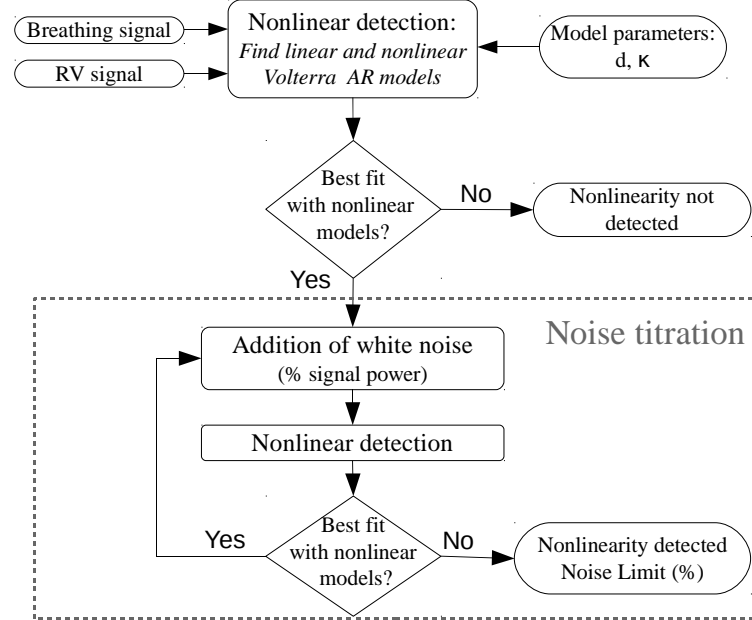 Breathing signal
RV signal
Nonlinear detection:
Find linear and nonlinear
Volterra AR models
Model parameters:
d, κ
Best fit
with nonlinear
models?
No
Nonlinearity not
detected
Yes
Noise titration
Addition of white noise
(% signal power)
Nonlinear detection
Best fit
with nonlinear
models?
Yes
No
Nonlinearity detected
Noise Limit (%)